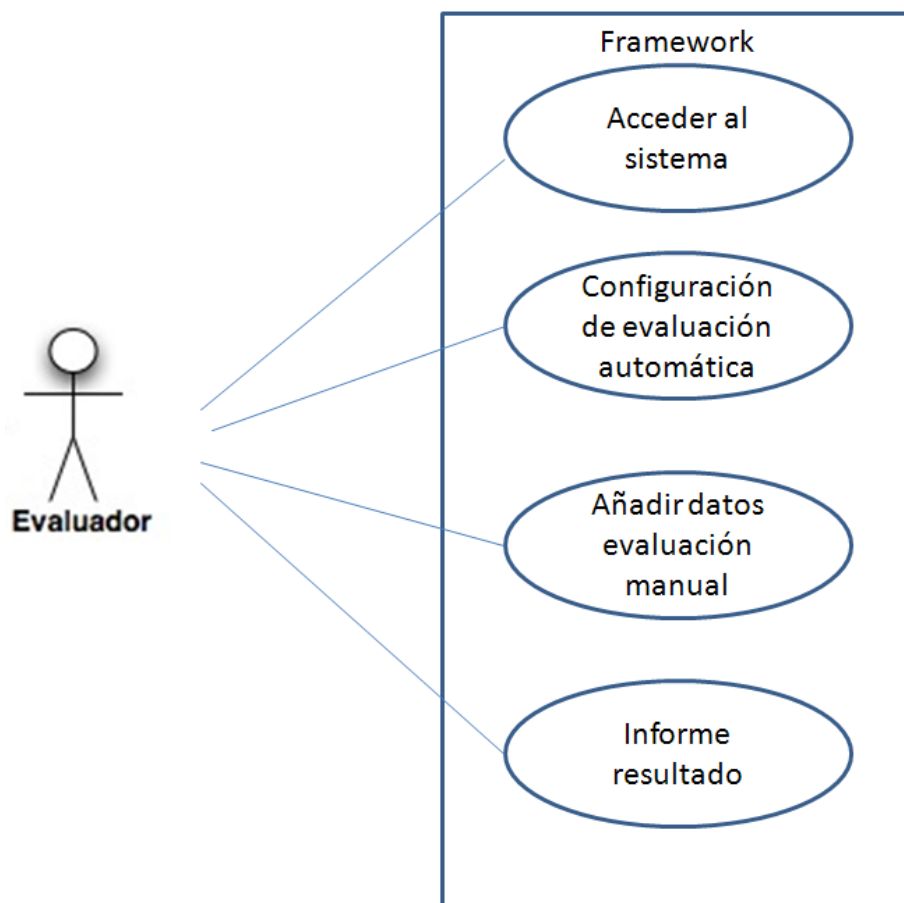 Framework
Acceder al
sistema
Configuración
de evaluación
automática
Evaluador
Añadir datos
evaluación
manual
Informe
resultado